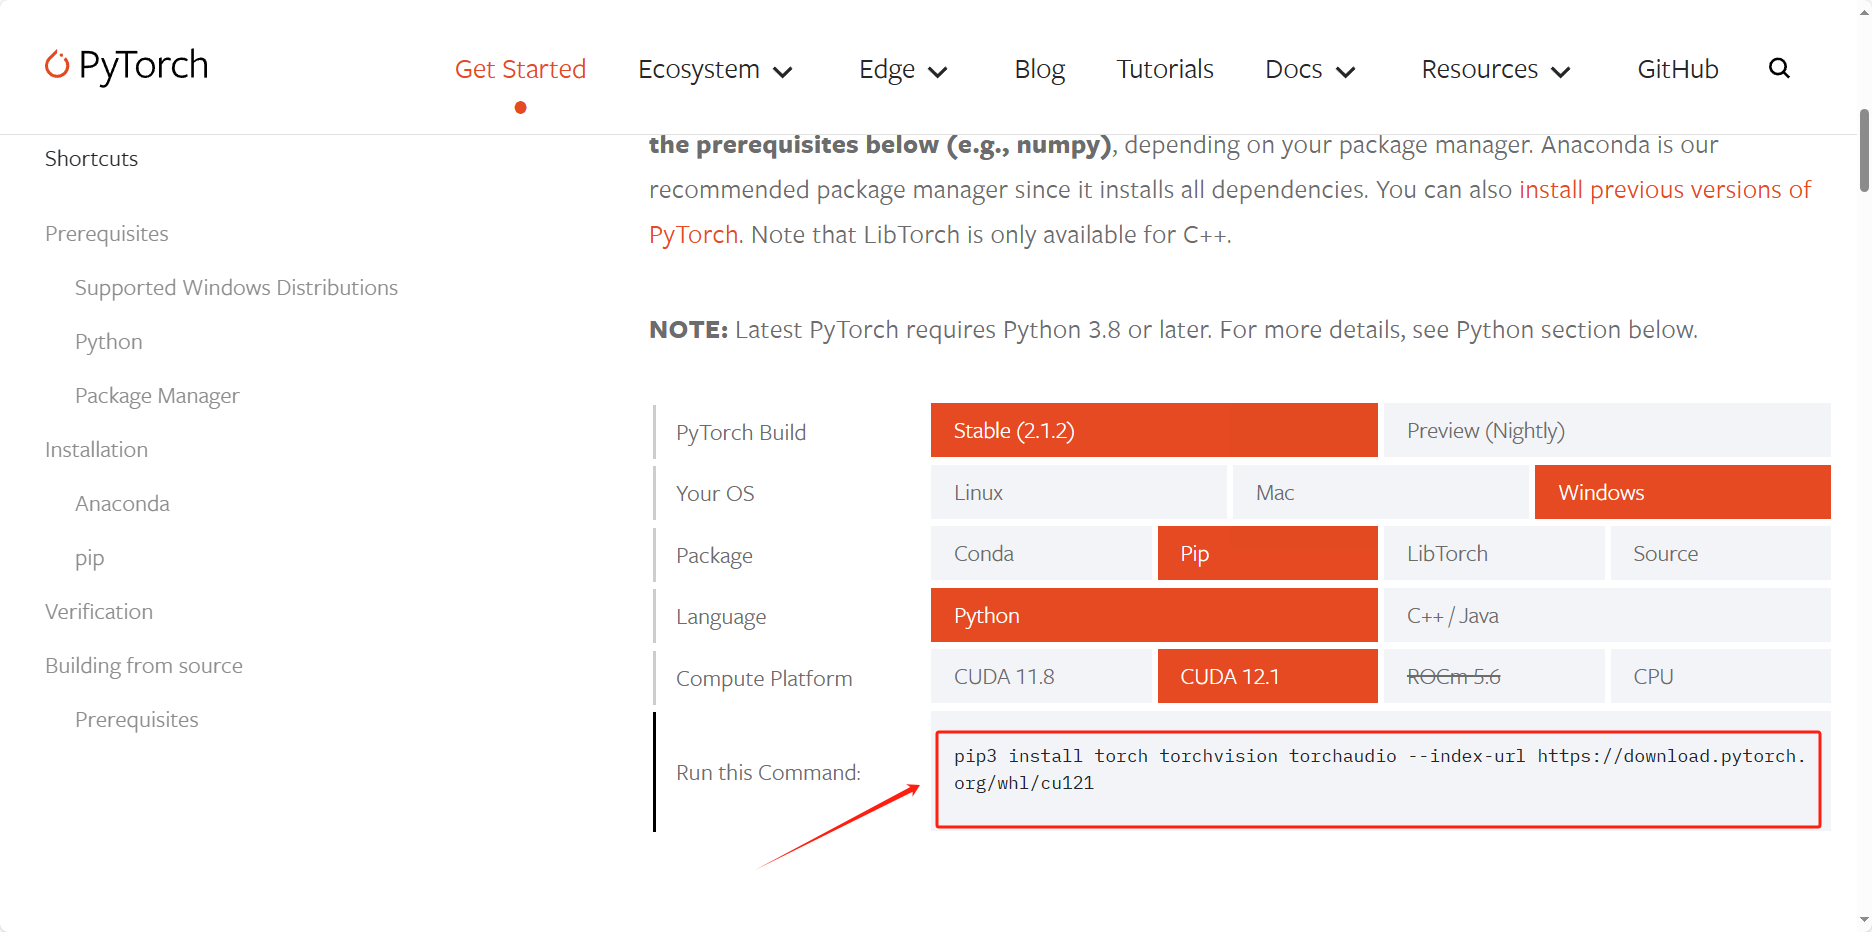 PyTorch
Get Started
Ecosystem
Edge
Blog
Tutorials
Docs
Resources
GitHub
Shortcuts
Prerequisites
Supported Windows Distributions
Python
Package Manager
Installation
Anaconda
pip
Verification
Building from source
Prerequisites
the prerequisites below (e.g., numpy), depending on your package manager. Anaconda is our
recommended package manager since it installs all dependencies. You can also install previous versions of
PyTorch. Note that LibTorch is only available for C++.
NOTE: Latest PyTorch requires Python 3.8 or later. For more details, see Python section below.
PyTorch Build
Stable (2.1.2)
Preview (Nightly)
Your OS
Linux
Mac
Windows
Package
Conda
Pip
LibTorch
Source
Language
Python
C++ / Java
Compute Platform
CUDA 11.8
CUDA 12.1
ROCm 5.6
CPU
Run this Command:
pip3 install torch torchvision torchaudio --index-url https://download.pytorch.
org/whl/cu121